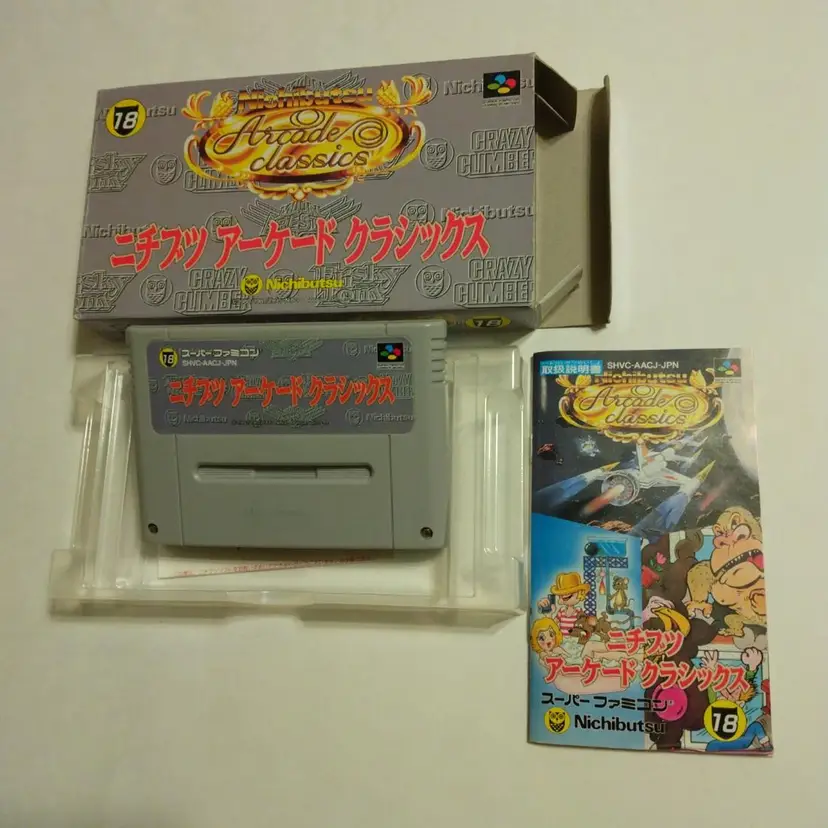 18
Nichibutsu
Arcade
classics
Nichibutsu
CRAZY
CLIMBER
Nichibutsu
ニチブツ アーケード クラシックス
CRAZY
CLIMBER
CRAZY
CLIMBER
Nichibutsu
18
18
スーパーファミコン
SHVC-AACJ-JPN
ニチブツ アーケード クラシックス
取扱説明書
SHVC-AACJ-JPN
Nichibutsu
Arcade
classics
ニチブツ
アーケード クラシックス
スーパーファミコン
Nichibutsu
18